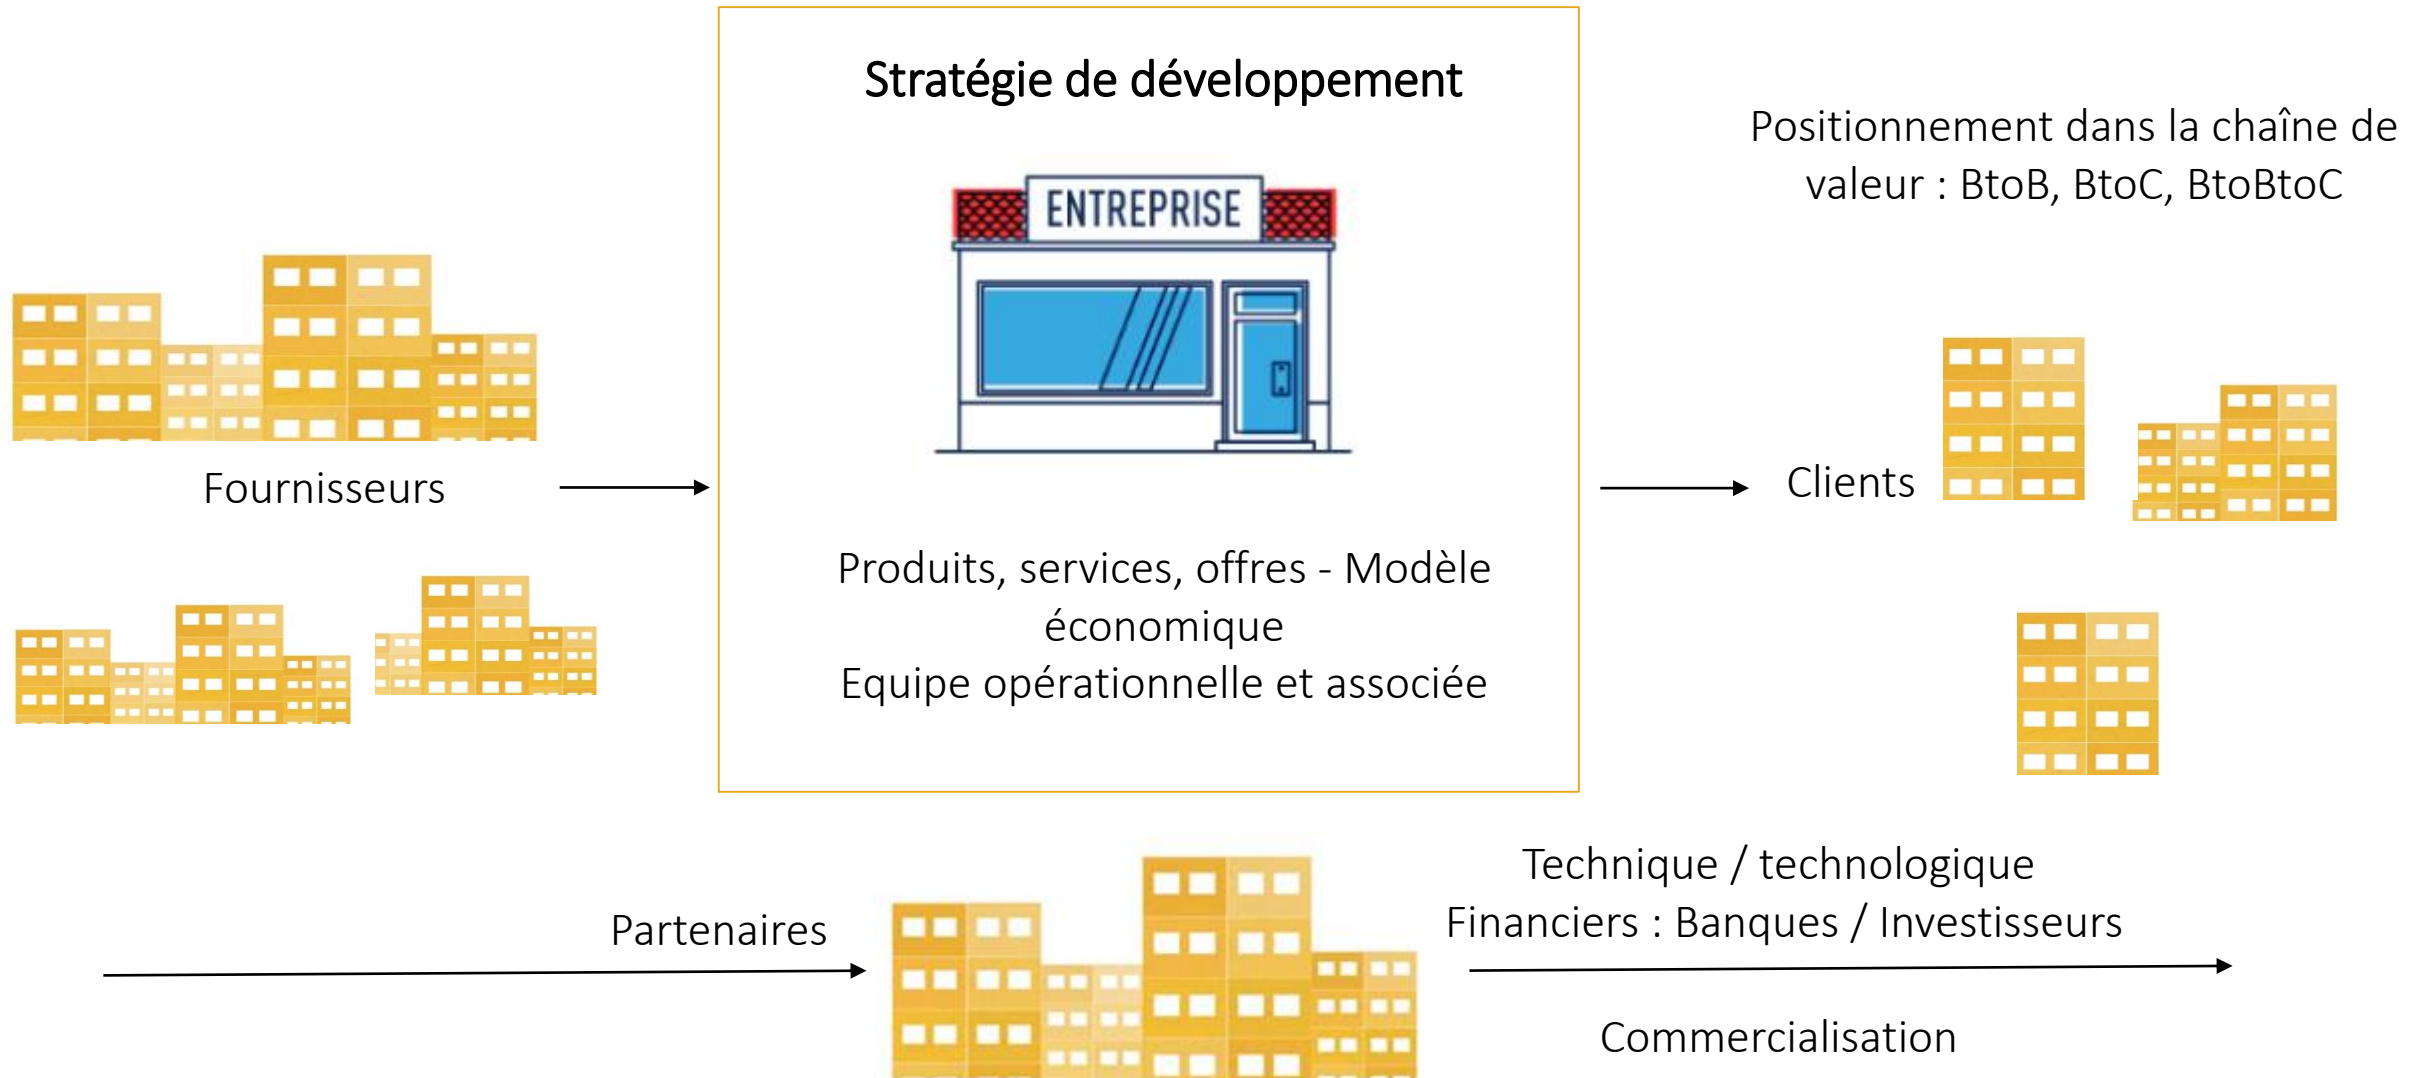 Stratégie de développement
ENTREPRISE
Positionnement dans la chaîne de
valeur : BtoB, BtoC, BtoBtoC
Fournisseurs
Clients
Produits, services, offres - Modèle
économique
Equipe opérationnelle et associée
Partenaires
Technique / technologique
Financiers : Banques / Investisseurs
Commercialisation